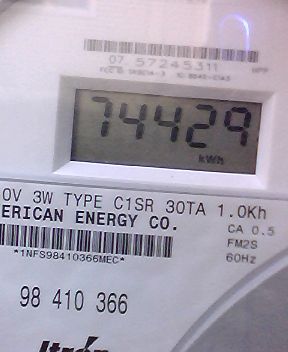 07 57245311
74429
kWh
0V 3W TYPE C1SR 30TA 1.0Kh
ERICAN ENERGY CO.
CA 0.5
FM2S
60Hz
*1NFS98410366MEC*
98 410 366
Itrón